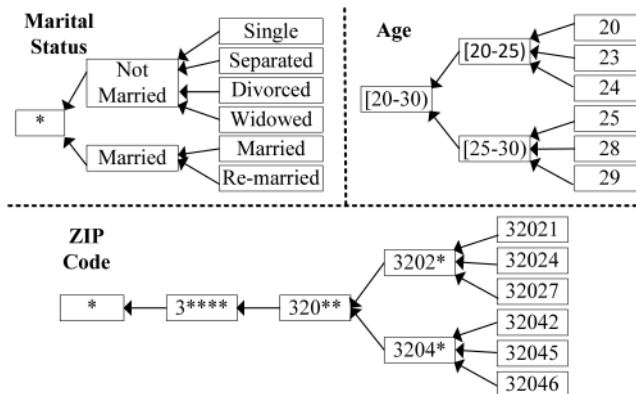 Marital
Status
Single
Separated
Divorced
Widowed
Married
Re-married
Not
Married
Married
*
Age
20
23
24
25
28
29
[20-25)
[25-30)
[20-30)
ZIP
Code
*
3****
320**
3202*
3204*
32021
32024
32027
32042
32045
32046